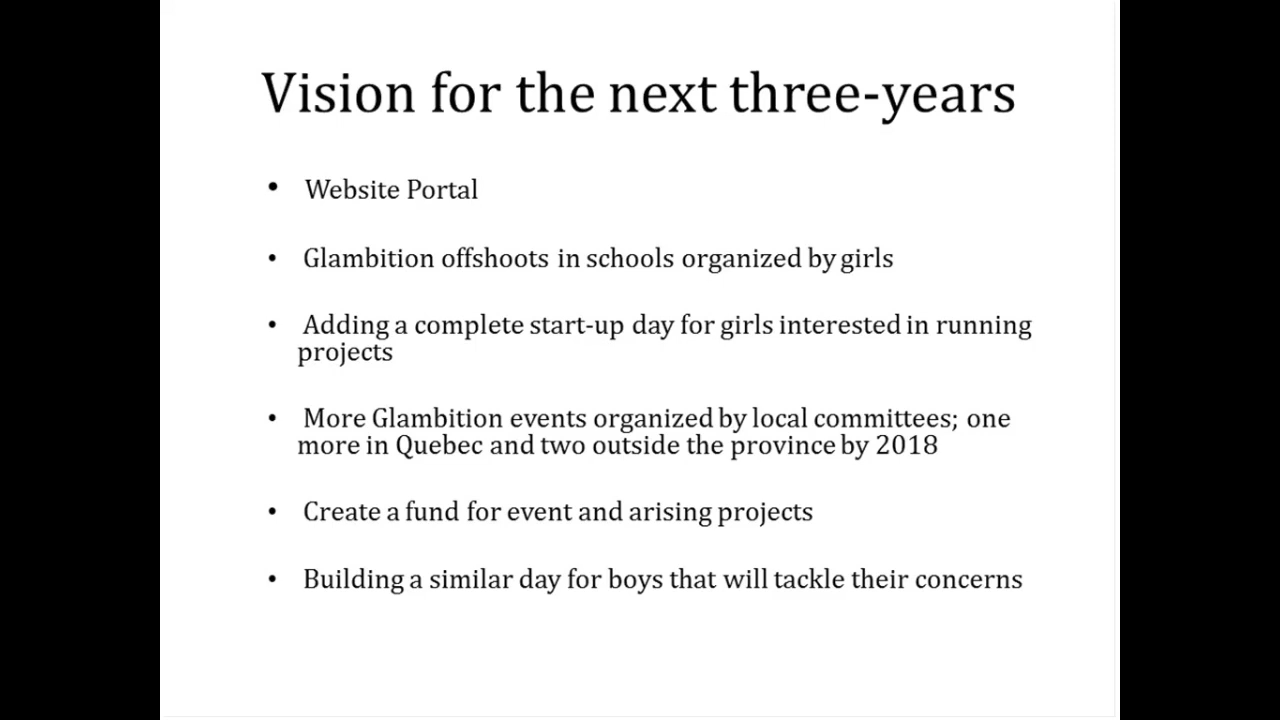 Vision for the next three-years
• Website Portal
• Glambition offshoots in schools organized by girls
• Adding a complete start-up day for girls interested in running
projects
• More Glambition events organized by local committees; one
more in Quebec and two outside the province by 2018
• Create a fund for event and arising projects
• Building a similar day for boys that will tackle their concerns